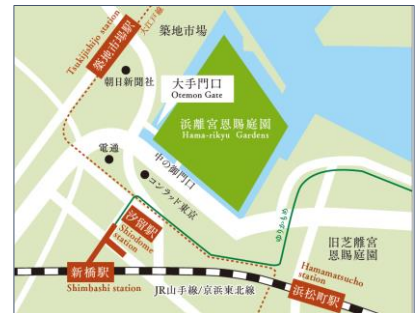 築地市場
Tsukijishijo station
築地市場駅
大江戸線
朝日新聞社
大手門口
Otemon Gate
浜離宮恩賜庭園
Hama-rikyu Gardens
電通
中の御門口
コンラッド東京
汐留駅
Shiodome
station
ゆりかもめ
旧芝離宮
恩賜庭園
新橋駅
Shimbashi station
JR山手線/京浜東北線
Hamamatsucho
station
浜松町駅